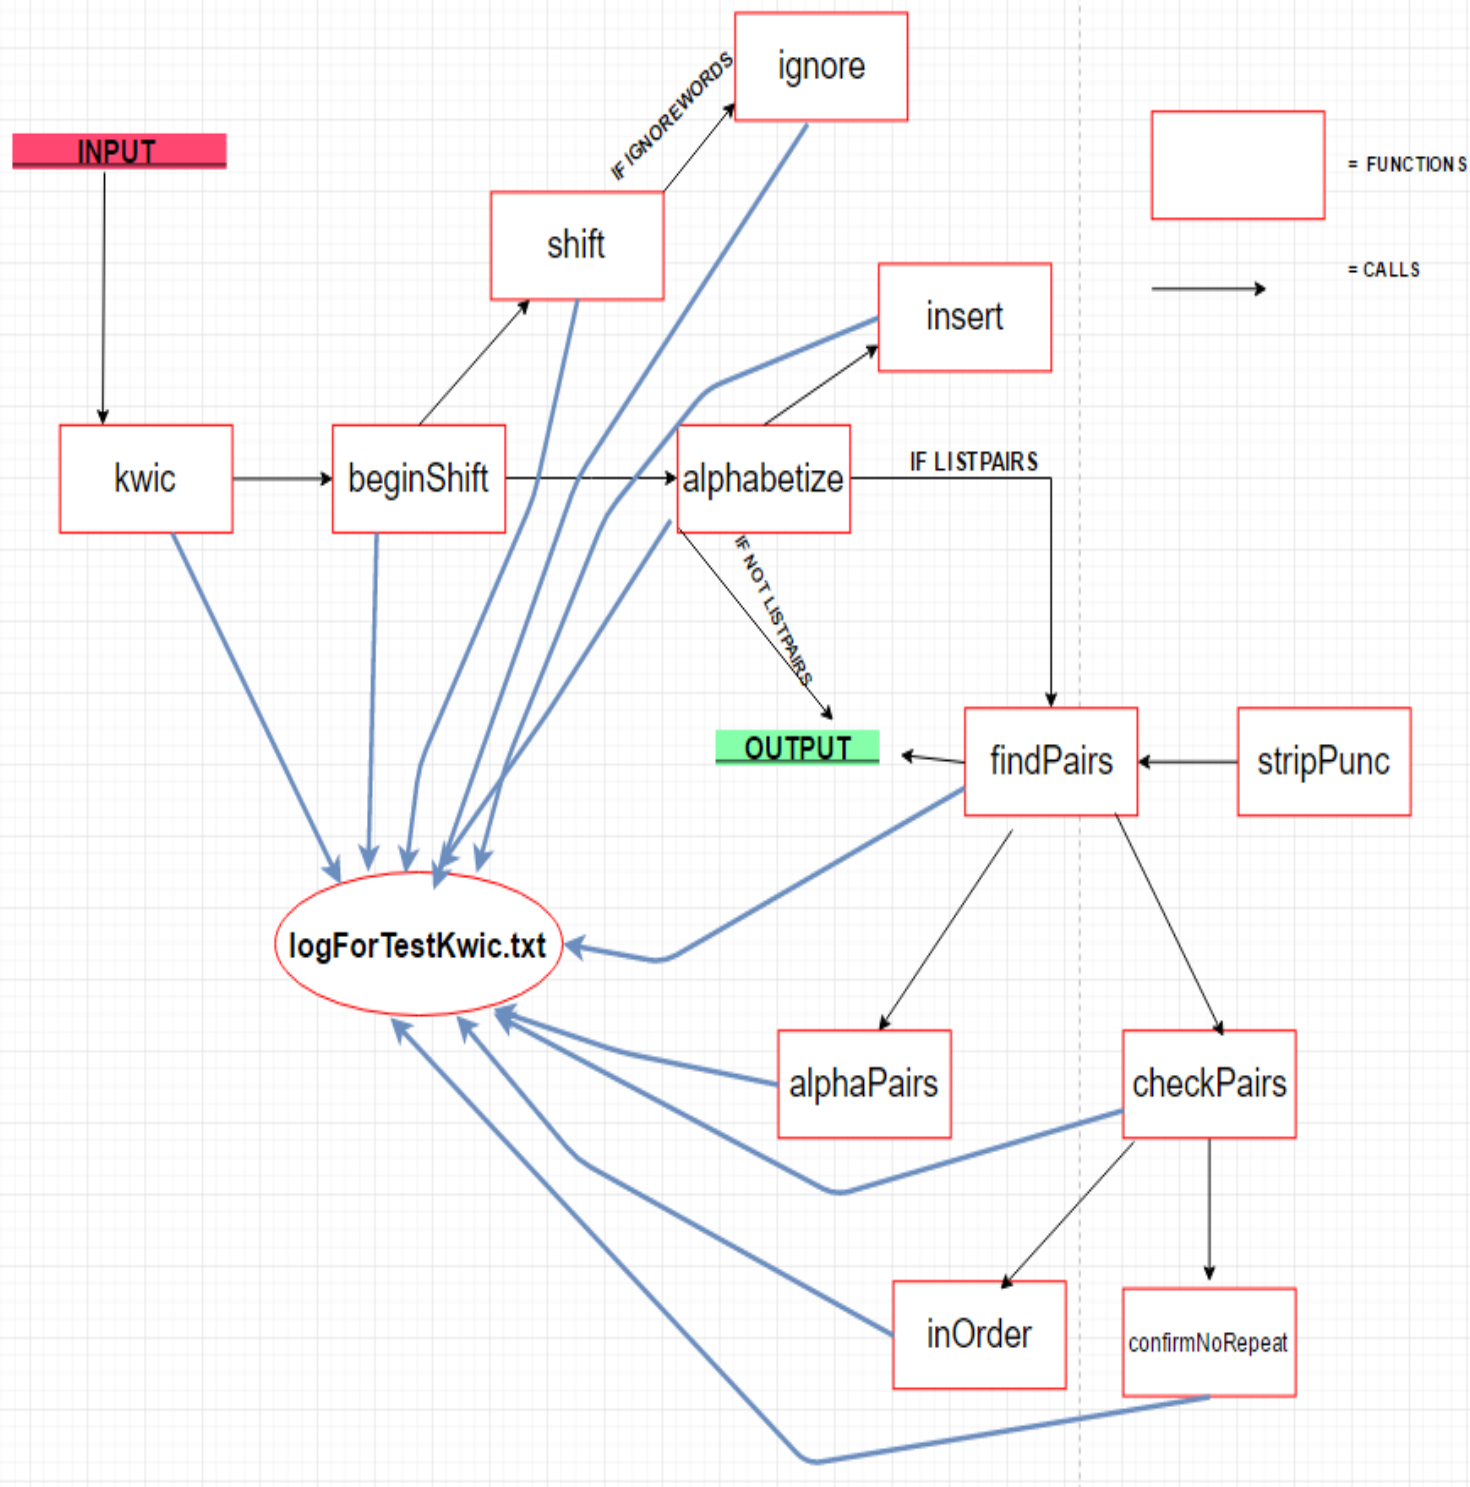 ignore
IF IGNOREWORDS
INPUT
= FUNCTIONS
shift
= CALLS
insert
kwic
beginShift
alphabetize
IF LISTPAIRS
IF NOT LISTPAIRS
OUTPUT
findPairs
stripPunc
logForTestKwic.txt
alphaPairs
checkPairs
inOrder
confirmNoRepeat